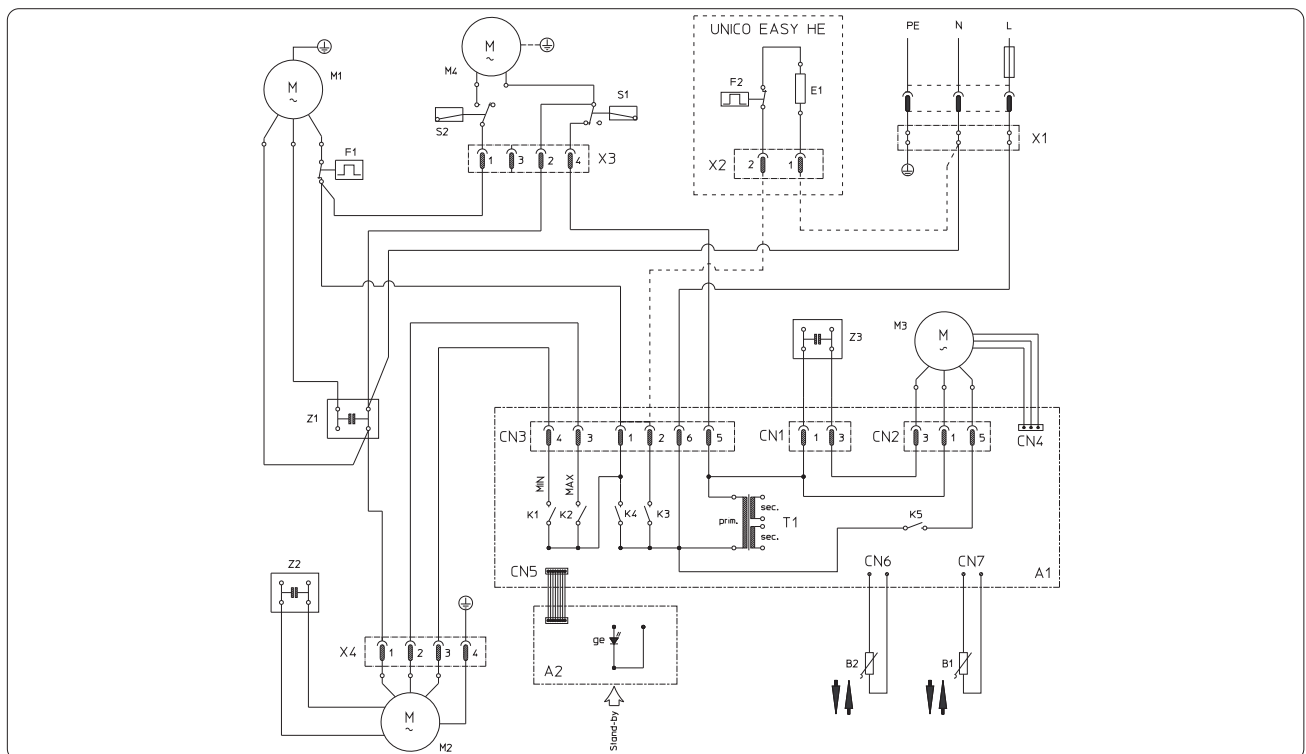 UNICO EASY HE
PE N L
M
~
M1
M
~
M4
S1
S2
F1
F2
E1
1 3 2 4
X3
X2
2 1
X1
M3
M
~
Z3
Z1
CN3
4 3 1 2 6 5
CN1
1 3
CN2
3 1 5
CN4
MIN
MAX
K1 K2 K4 K3
prim.
sec.
sec.
T1
K5
CN5
CN6
CN7
A1
Z2
ge
A2
Stand-by
B2
B1
X4
1 2 3 4
M
~
M2